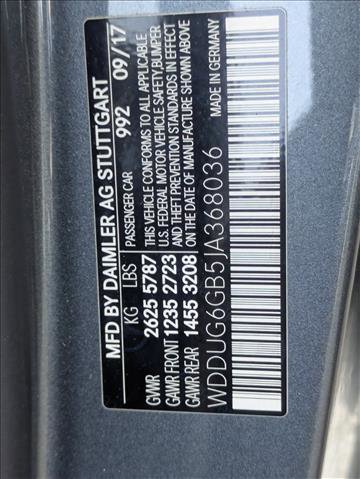 MFD BY DAIMLER AG STUTTGART
992 09/17
KG LBS PASSENGER CAR
GVWR 2625 5787 THIS VEHICLE CONFORMS TO ALL APPLICABLE
GAWR FRONT 1235 2723 U.S. FEDERAL MOTOR VEHICLE SAFETY, BUMPER
GAWR REAR 1455 3208 AND THEFT PREVENTION STANDARDS IN EFFECT
ON THE DATE OF MANUFACTURE SHOWN ABOVE
WDDUG6GB5JA368036
MADE IN GERMANY